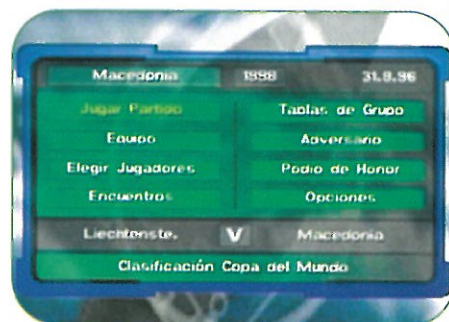 Macedonia 1998 31.8.96
Jugar Partido Tablas de Grupo
Equipo Adversario
Elegir Jugadores Podio de Honor
Encuentros Opciones
Liechtenste. V Macedonia
Clasificación Copa del Mundo